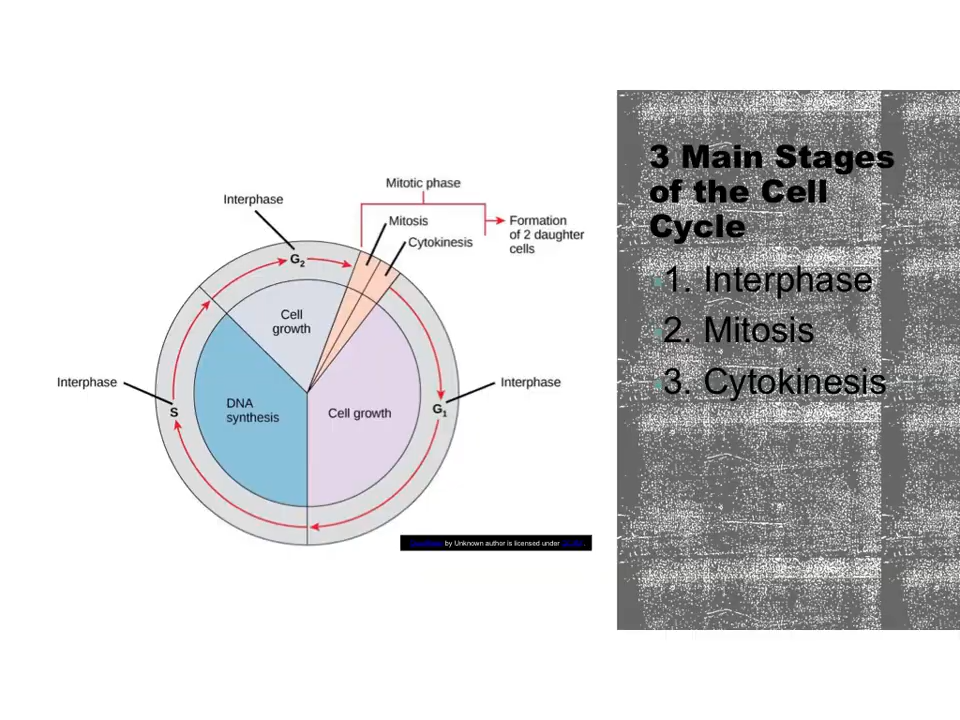 Mitotic phase
Interphase
Mitosis
Formation
of 2 daughter
cells
Cytokinesis
G₂
Cell
growth
Interphase
Interphase
S
DNA
synthesis
Cell growth
G₁
by Unknown author is licensed under
3 Main Stages
of the Cell
Cycle
1. Interphase
2. Mitosis
3. Cytokinesis